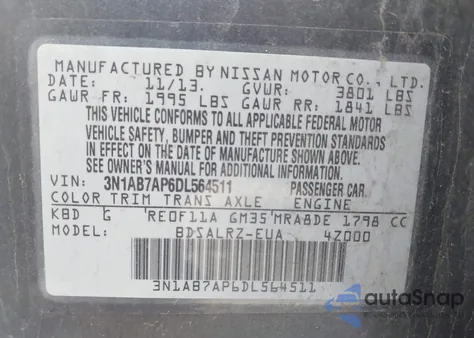 MANUFACTURED BY NISSAN MOTOR CO., LTD.
DATE: 11/13. GVUR: 3801 LBS
GAUR FR: 1995 LBS GAUR RR: 1841 LBS
THIS VEHICLE CONFORMS TO ALL APPLICABLE FEDERAL MOTOR
VEHICLE SAFETY, BUMPER AND THEFT PREVENTION STANDARDS
IN EFFECT ON THE DATE OF MANUFACTURE SHOWN ABOVE.
SEE OWNER'S MANUAL FOR ADDITIONAL INFORMATION.
VIN: 3N1AB7AP6DL564511 PASSENGER CAR.
COLOR TRIM TRANS AXLE ENGINE
KBD G RE0F11A GM35 MRA8DE 1798 CC
MODEL: BDSALRZ-EUA 4Z000
3N1AB7AP6DL564511
autoSnap